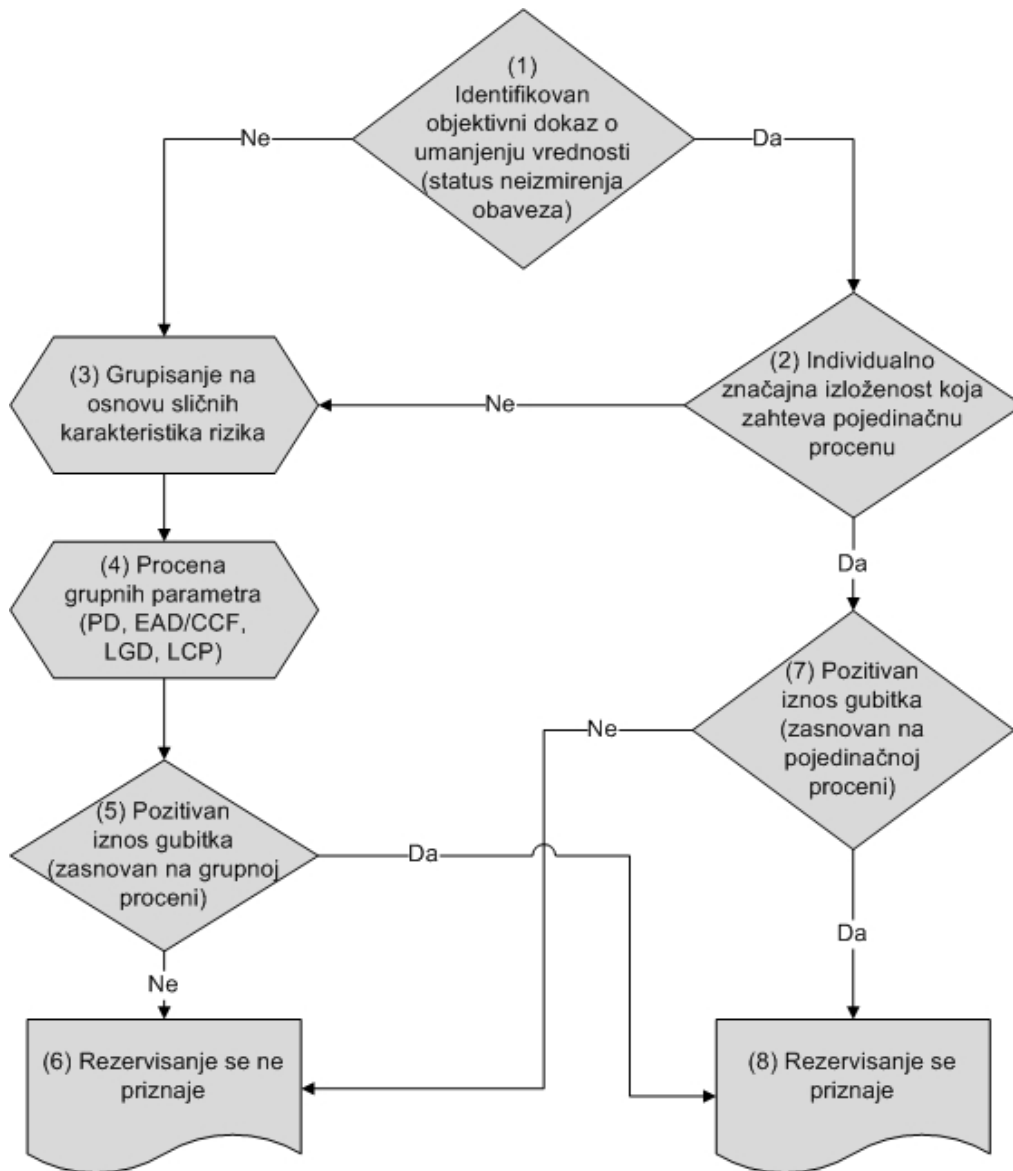 (1)
Identifikovan
objektivni dokaz o
umanjenju vrednosti
(status neizmirenja
obaveza)
Ne
Da
(2) Individualno
značajna izloženost koja
zahteva pojedinačnu
procenu
(3) Grupisanje na
osnovu sličnih
karakteristika rizika
Ne
Da
(4) Procena
grupnih parametra
(PD, EAD/CCF,
LGD, LCP)
(7) Pozitivan
iznos gubitka
(zasnovan na
pojedinačnoj
proceni)
Ne
(5) Pozitivan
iznos gubitka
(zasnovan na grupnoj
proceni)
Da
Da
Ne
(6) Rezervisanje se ne
priznaje
(8) Rezervisanje se
priznaje